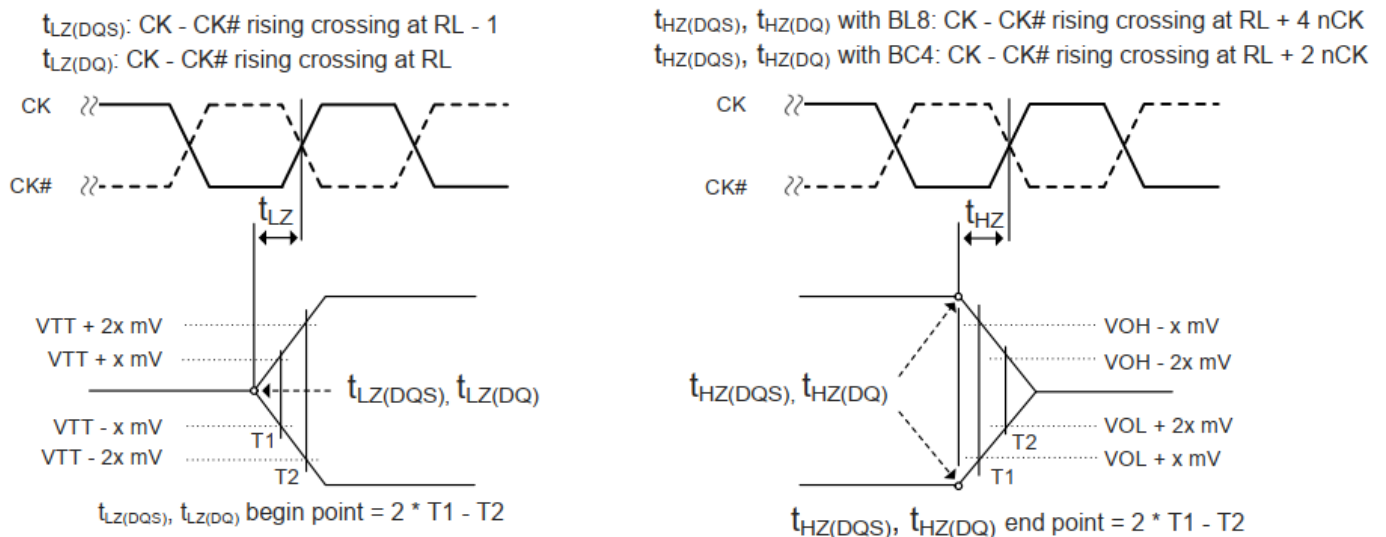 tLZ(DQS): CK - CK# rising crossing at RL - 1
tLZ(DQ): CK - CK# rising crossing at RL
CK
CK#
tLZ
VTT + 2x mV
VTT + x mV
tLZ(DQS), tLZ(DQ)
VTT - x mV
T1
VTT - 2x mV
T2
tLZ(DQS), tLZ(DQ) begin point = 2 * T1 - T2
tHZ(DQS), tHZ(DQ) with BL8: CK - CK# rising crossing at RL + 4 nCK
tHZ(DQS), tHZ(DQ) with BC4: CK - CK# rising crossing at RL + 2 nCK
CK
CK#
tHZ
VOH - x mV
VOH - 2x mV
tHZ(DQS), tHZ(DQ)
VOL + 2x mV
T2
VOL + x mV
T1
tHZ(DQS), tHZ(DQ) end point = 2 * T1 - T2